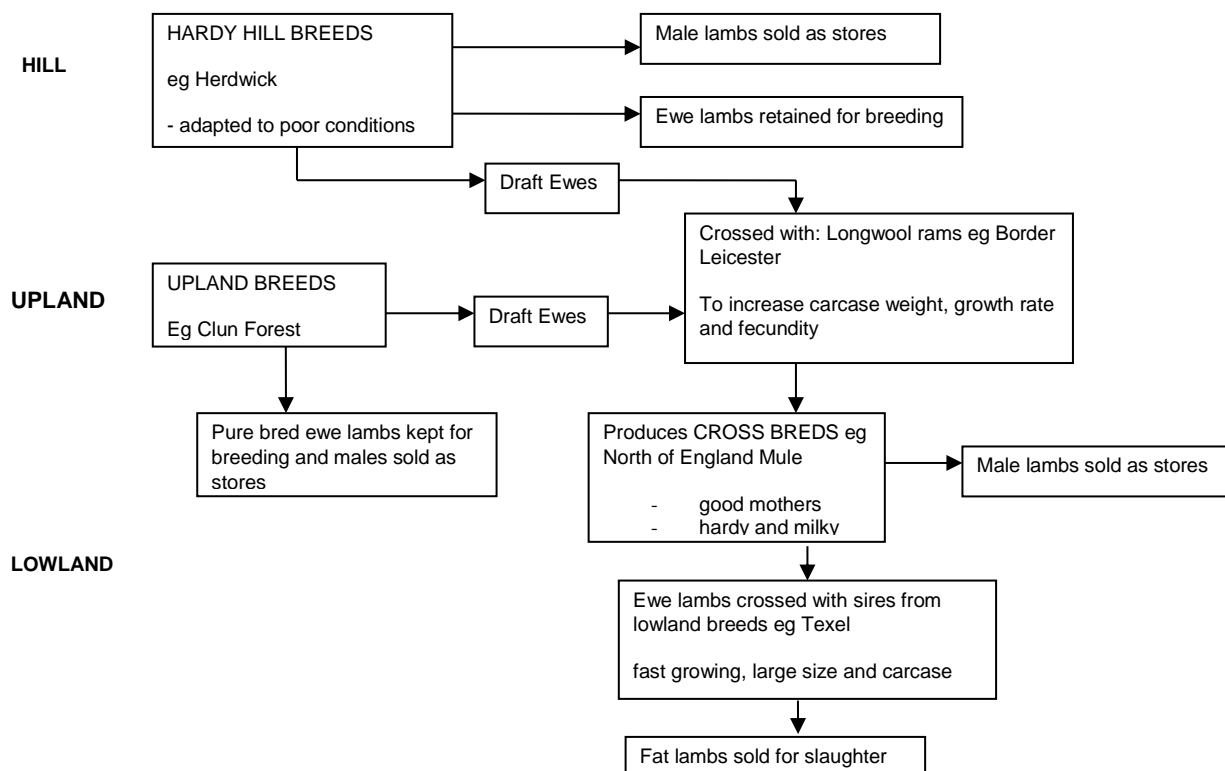 HILL
HARDY HILL BREEDS
eg Herdwick
- adapted to poor conditions
Male lambs sold as stores
Ewe lambs retained for breeding
Draft Ewes
UPLAND
UPLAND BREEDS
Eg Clun Forest
Draft Ewes
Crossed with: Longwool rams eg Border
Leicester
To increase carcase weight, growth rate
and fecundity
Pure bred ewe lambs kept for
breeding and males sold as
stores
Produces CROSS BREDS eg
North of England Mule
- good mothers
- hardy and milky
Male lambs sold as stores
LOWLAND
Ewe lambs crossed with sires from
lowland breeds eg Texel
fast growing, large size and carcase
Fat lambs sold for slaughter